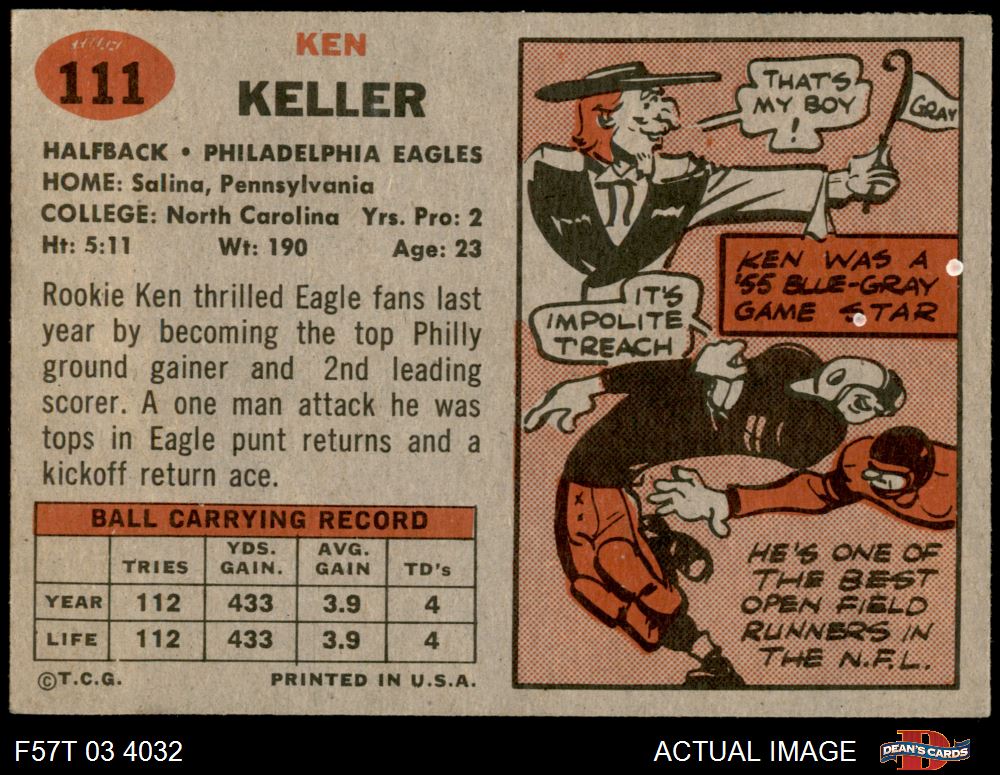 111
KEN
KELLER
HALFBACK • PHILADELPHIA EAGLES
HOME: Salina, Pennsylvania
COLLEGE: North Carolina Yrs. Pro: 2
Ht: 5:11 Wt: 190 Age: 23
Rookie Ken thrilled Eagle fans last
year by becoming the top Philly
ground gainer and 2nd leading
scorer. A one man attack he was
tops in Eagle punt returns and a
kickoff return ace.
BALL CARRYING RECORD
TRIES YDS. GAIN. AVG. GAIN TD's
YEAR 112 433 3.9 4
LIFE 112 433 3.9 4
©T.C.G. PRINTED IN U.S.A.
THAT'S
MY BOY
!
GRAY
KEN WAS A
'55 BLUE-GRAY
GAME STAR
IT'S
IMPOLITE
TREACH
HE'S ONE OF
THE BEST
OPEN FIELD
RUNNERS IN
THE N.F.L.
F57T 03 4032 ACTUAL IMAGE DEAN'S CARDS